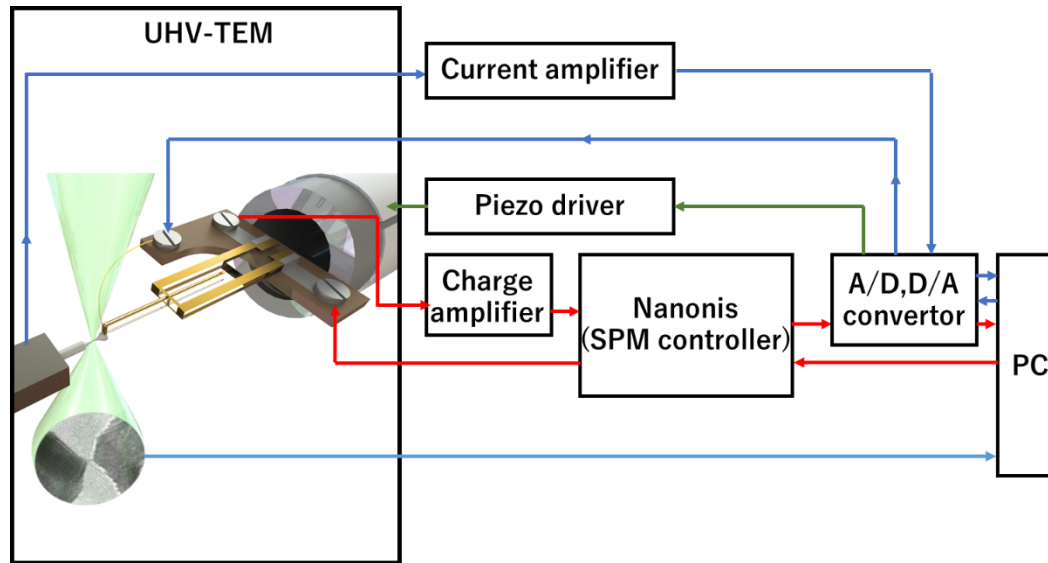 UHV-TEM
Current amplifier
Piezo driver
Charge
amplifier
Nanonis
(SPM controller)
A/D,D/A
convertor
PC